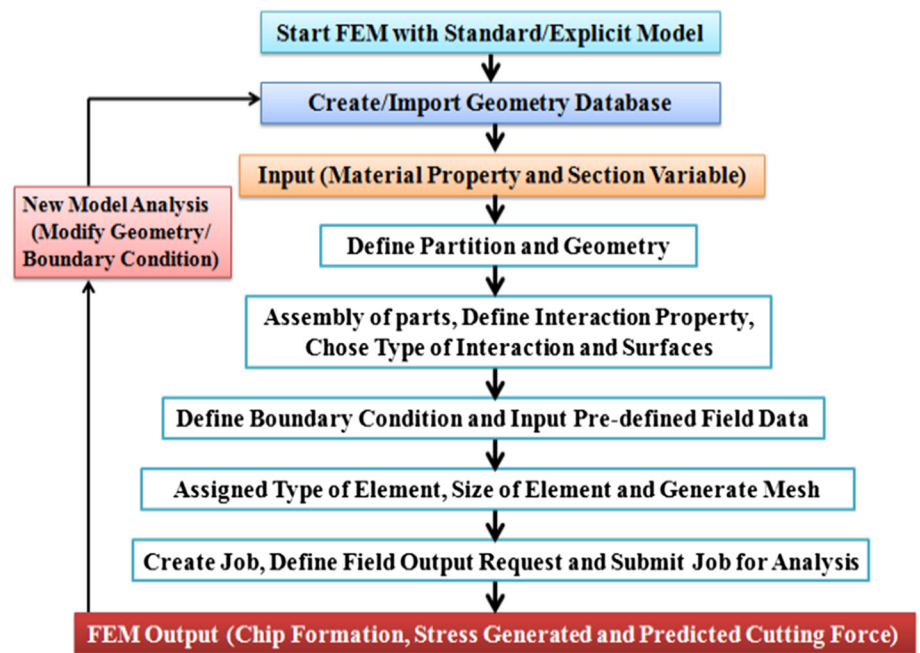 Start FEM with Standard/Explicit Model
Create/Import Geometry Database
Input (Material Property and Section Variable)
New Model Analysis
(Modify Geometry/
Boundary Condition)
Define Partition and Geometry
Assembly of parts, Define Interaction Property,
Chose Type of Interaction and Surfaces
Define Boundary Condition and Input Pre-defined Field Data
Assigned Type of Element, Size of Element and Generate Mesh
Create Job, Define Field Output Request and Submit Job for Analysis
FEM Output (Chip Formation, Stress Generated and Predicted Cutting Force)